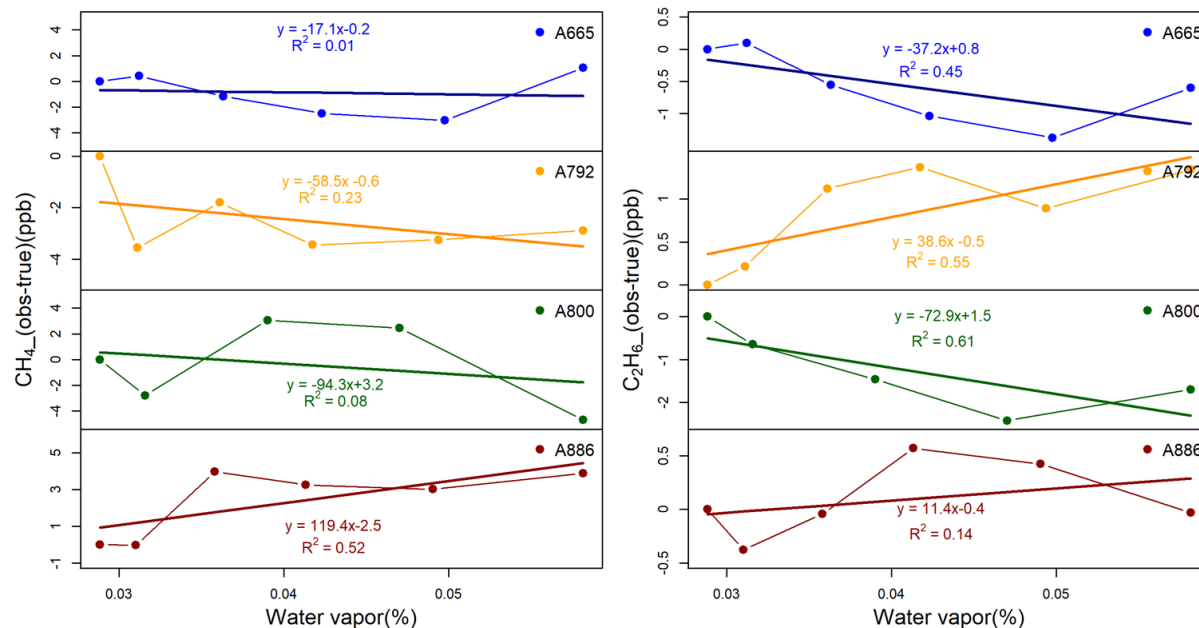 CH4_(obs-true)(ppb)
4
2
0
-2
-4
y = -17.1x-0.2
R2 = 0.01
A665
0
-2
4
y = -58.5x -0.6
R2 = 0.23
A792
4
2
0
-2
-4
y = -94.3x+3.2
R2 = 0.08
A800
5
3
1
-1
y = 119.4x-2.5
R2 = 0.52
A886
0.03
0.04
0.05
Water vapor(%)
C2H6_(obs-true)(ppb)
0.5
0
-0.5
-1
y = -37.2x+0.8
R2 = 0.45
A665
1
0.5
0
y = 38.6x -0.5
R2 = 0.55
A792
0
-1
-2
y = -72.9x+1.5
R2 = 0.61
A800
0.5
0
-0.5
y = 11.4x-0.4
R2 = 0.14
A886
0.03
0.04
0.05
Water vapor(%)